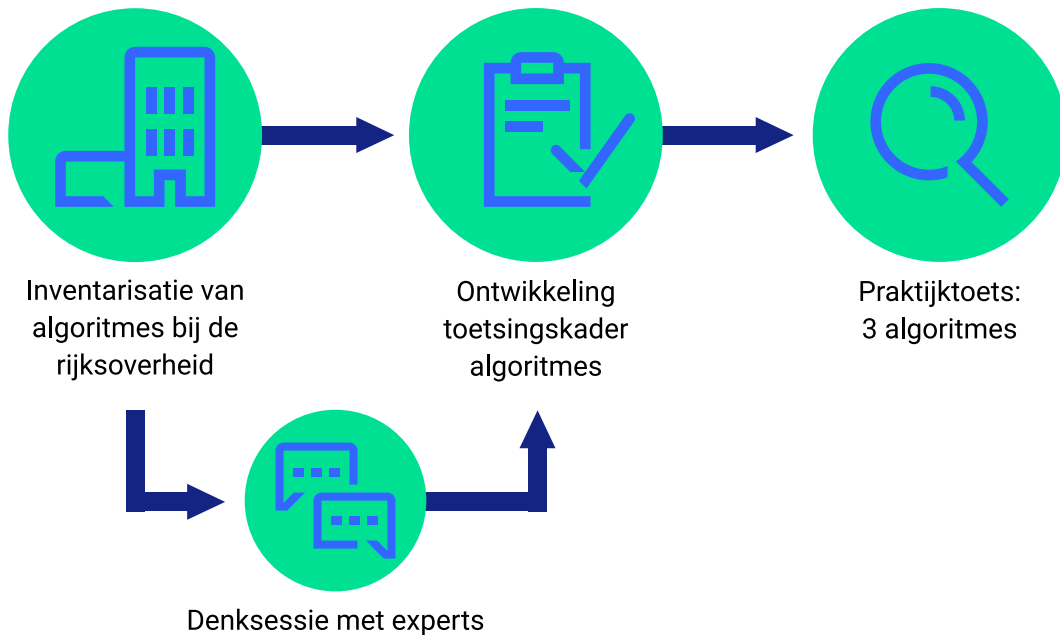 Inventarisatie van
algoritmes bij de
rijksoverheid
Ontwikkeling
toetsingskader
algoritmes
Praktijktoets:
3 algoritmes
Denksessie met experts